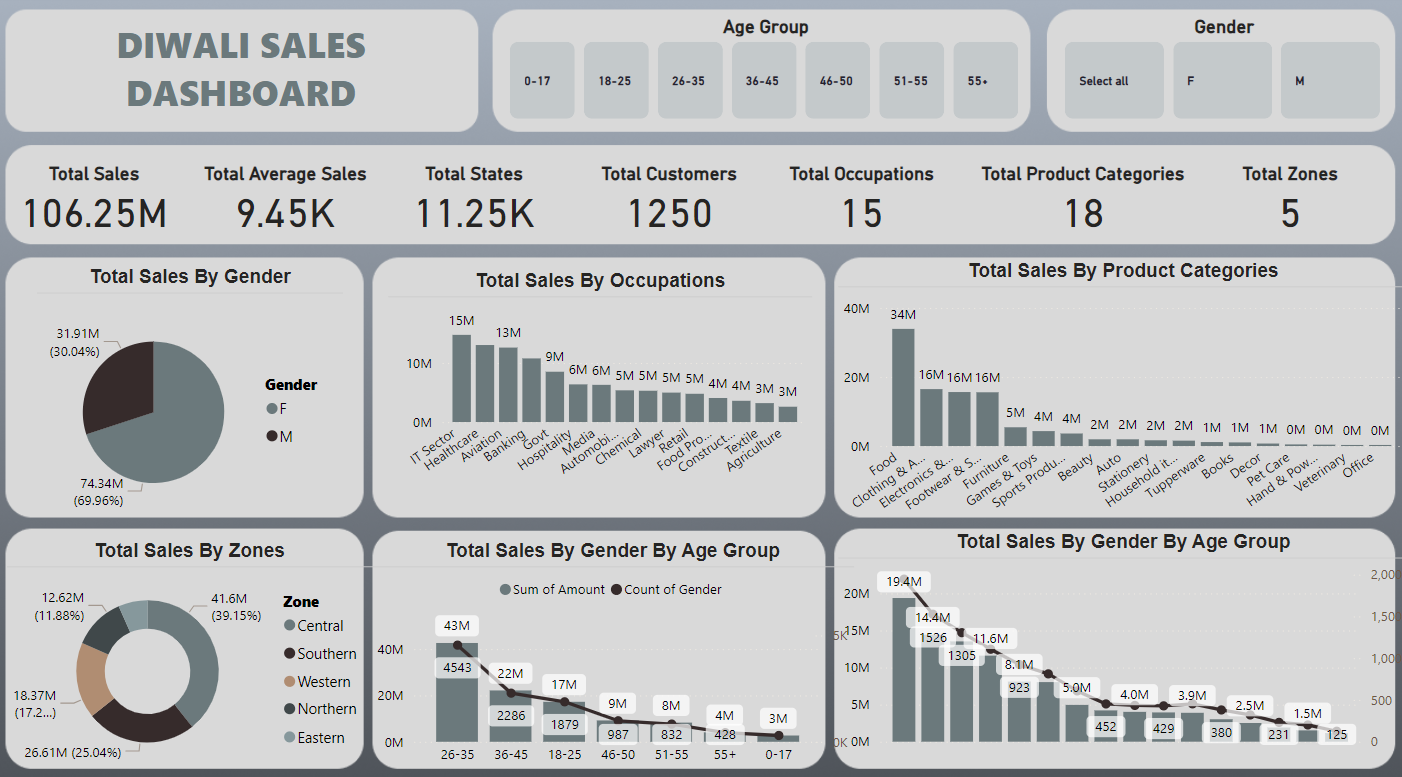 DIWALI SALES
DASHBOARD
Age Group
0-17
18-25
26-35
36-45
46-50
51-55
55+
Gender
Select all
F
M
Total Sales
106.25M
Total Average Sales
9.45K
Total States
11.25K
Total Customers
1250
Total Occupations
15
Total Product Categories
18
Total Zones
5
Total Sales By Gender
31.91M
(30.04%)
74.34M
(69.96%)
Gender
F
M
Total Sales By Occupations
10M
0M
15M
13M
9M
6M
6M
5M
5M
5M
5M
4M
4M
3M
3M
IT Sector
Healthcare
Aviation
Banking
Govt
Hospitality
Media
Automobi...
Chemical
Lawyer
Retail
Food Pro...
Construct...
Textile
Agriculture
Total Sales By Product Categories
40M
20M
0M
34M
16M
16M
16M
5M
4M
4M
2M
2M
2M
2M
1M
1M
1M
0M
0M
0M
0M
Food
Clothing & A...
Electronics &...
Footwear & S...
Furniture
Games & Toys
Sports Produ...
Beauty
Auto
Stationery
Household it...
Tupperware
Books
Decor
Pet Care
Hand & Pow...
Veterinary
Office
Total Sales By Zones
12.62M
(11.88%)
41.6M
(39.15%)
18.37M
(17.2...)
26.61M (25.04%)
Zone
Central
Southern
Western
Northern
Eastern
Total Sales By Gender By Age Group
Sum of Amount
Count of Gender
40M
20M
0M
5K
0K
43M
22M
17M
9M
8M
4M
3M
4543
2286
1879
987
832
428
26-35
36-45
18-25
46-50
51-55
55+
0-17
Total Sales By Gender By Age Group
20M
15M
10M
5M
0M
2,000
1,500
1,000
500
0
19.4M
14.4M
11.6M
8.1M
5.0M
4.0M
3.9M
2.5M
1.5M
1526
1305
923
452
429
380
231
125